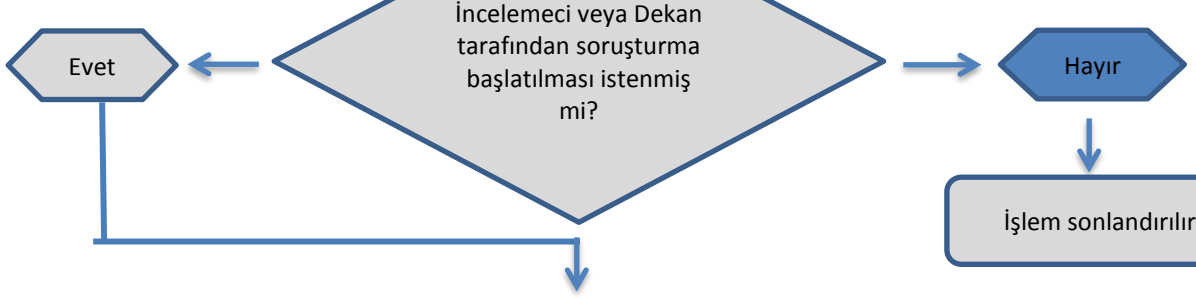 İncelemeci veya Dekan
tarafından soruşturma
başlatılması istenmiş
mi?
Evet
Hayır
İşlem sonlandırılır